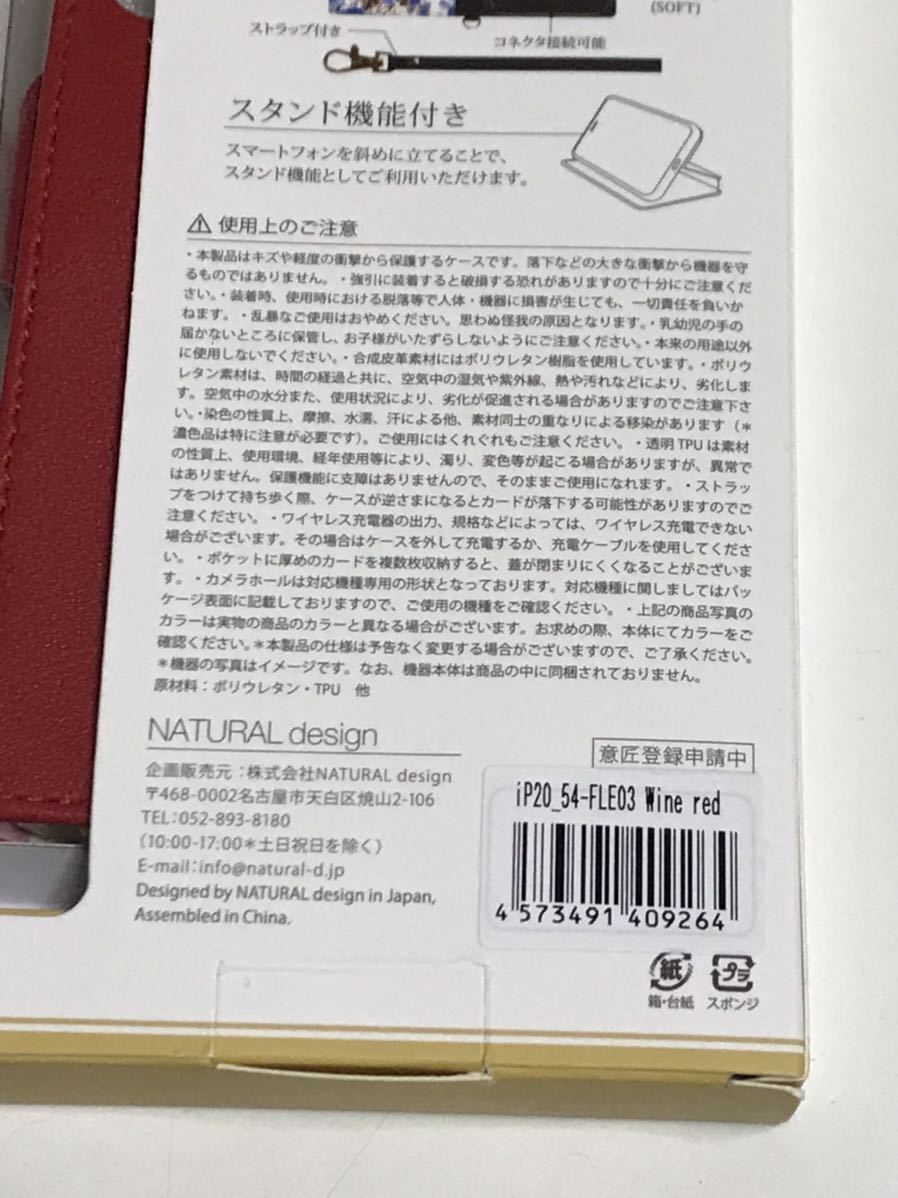 (SOFT)
ストラップ付き
コネクタ接続可能
スタンド機能付き
スマートフォンを斜めに立てることで、
スタンド機能としてご利用いただけます。
使用上のご注意
・本製品はキズや軽度の衝撃から保護するケースです。落下などの大きな衝撃から機器を守
るものではありません。・強引に装着すると破損する恐れがありますので十分にご注意くだ
さい。・装着時、使用時における脱落等で人体・機器に損害が生じても、一切責任を負いか
ねます。・乱暴なご使用はおやめください。思わぬ怪我の原因となります。・乳幼児の手の
届かないところに保管し、お子様がいたずらしないようにご注意ください。・本来の用途以外
に使用しないでください。・合成皮革素材にはポリウレタン樹脂を使用しています。・ポリウ
レタン素材は、時間の経過と共に、空気中の湿気や紫外線、熱や汚れなどにより、劣化しま
す。空気中の水分また、使用状況により、劣化が促進される場合がありますのでご注意下さ
い。・染色の性質上、摩擦、水濡、汗による他、素材同士の重なりによる移染があります（＊
濃色品は特に注意が必要です）。ご使用にはくれぐれもご注意ください。・透明TPUは素材
の性質上、使用環境、経年使用等により、濁り、変色等が起こる場合がありますが、異常で
はありません。保護機能に支障はありませんので、そのままご使用になれます。・ストラッ
プをつけて持ち歩く際、ケースが逆さまになるとカードが落下する可能性がありますのでご
注意ください。・ワイヤレス充電器の出力、規格などによっては、ワイヤレス充電できない
場合がございます。その場合はケースを外して充電するか、充電ケーブルを使用してくださ
い。・ポケットに厚めのカードを複数枚収納すると、蓋が閉まりにくくなることがございま
す。・カメラホールは対応機種専用の形状となっております。対応機種に関しましてはパッ
ケージ表面に記載しておりますので、ご使用の機種をご確認ください。・上記の商品写真の
カラーは実物の商品のカラーと異なる場合がございます。お求めの際、本体にてカラーをご
確認ください。＊本製品の仕様は予告なく変更する場合がございますので、ご了承ください。
＊機器の写真はイメージです。なお、機器本体は商品の中に同梱されておりません。
原材料：ポリウレタン・TPU 他
NATURAL design
意匠登録申請中
企画販売元：株式会社NATURAL design
〒468-0002名古屋市天白区焼山2-106
TEL：052-893-8180
(10:00-17:00＊土日祝日を除く)
E-mail：info@natural-d.jp
Designed by NATURAL design in Japan,
Assembled in China.
iP20_54-FLE03 Wine red
4 573491 409264
紙
プラ
箱・台紙
スポンジ